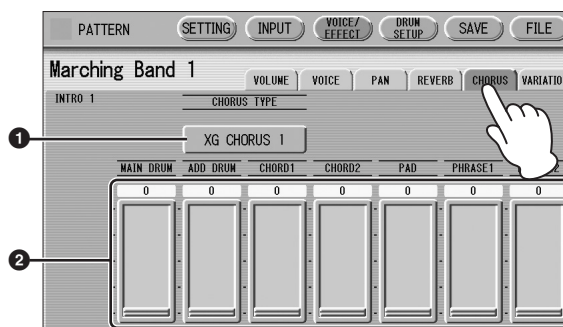 PATTERN SETTING INPUT VOICE/ EFFECT DRUM SETUP SAVE FILE
Marching Band 1
VOLUME VOICE PAN REVERB CHORUS VARIATIO
INTRO 1
CHORUS TYPE
1 XG CHORUS 1
MAIN DRUM ADD DRUM CHORD1 CHORD2 PAD PHRASE1
0 0 0 0 0 0 0
2